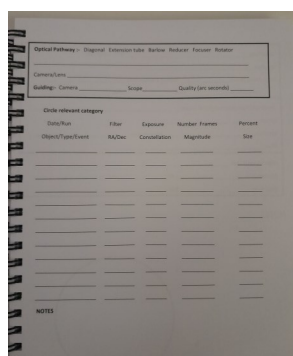 Optical Pathway :- Diagonal Extension tube Barlow Reducer Focuser Rotator
Camera/Lens
Guiding:- Camera Scope Quality (arc seconds)
Circle relevant category
Date/Run Filter Exposure Number Frames Percent
Object/Type/Event RA/Dec Constellation Magnitude Size
NOTES